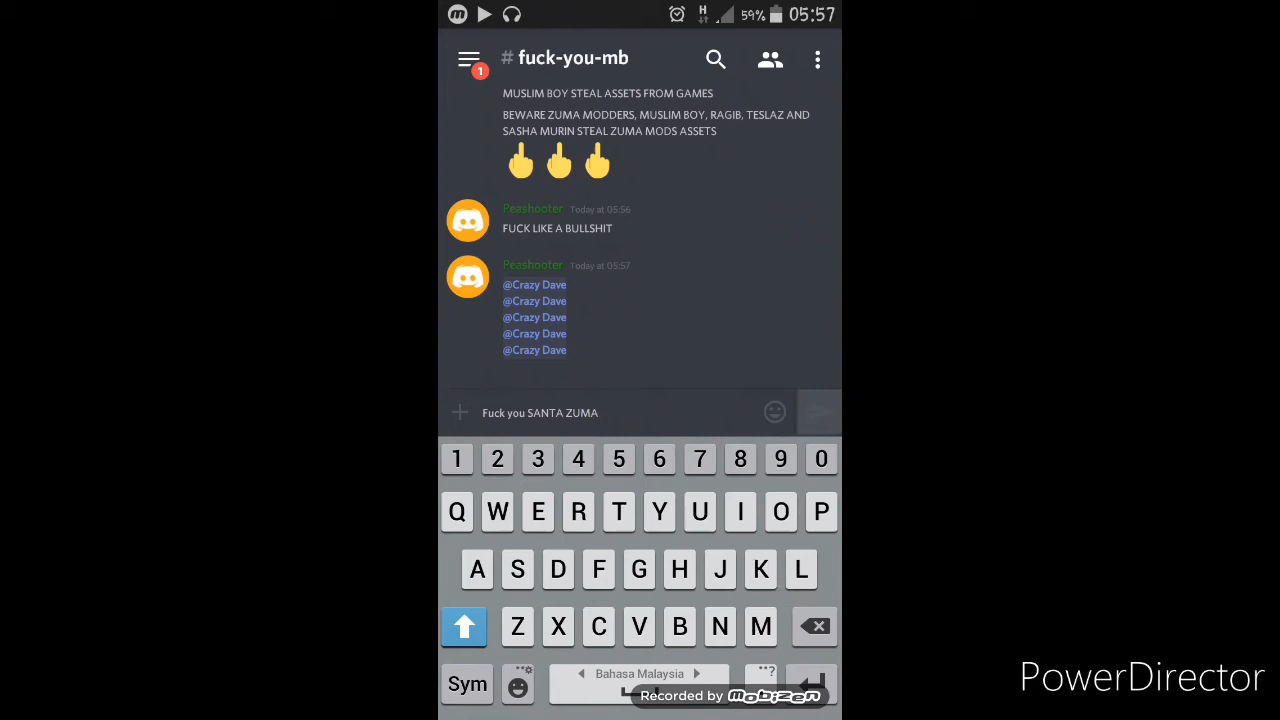 59% 05:57
1
# fuck-you-mb
MUSLIM BOY STEAL ASSETS FROM GAMES
BEWARE ZUMA MODDERS, MUSLIM BOY, RAGIB, TESLAZ AND
SASHA MURIN STEAL ZUMA MODS ASSETS
Peashooter Today at 05:56
FUCK LIKE A BULLSHIT
Peashooter Today at 05:57
@Crazy Dave
@Crazy Dave
@Crazy Dave
@Crazy Dave
@Crazy Dave
Fuck you SANTA ZUMA
1 2 3 4 5 6 7 8 9 0
Q W E R T Y U I O P
A S D F G H J K L
Z X C V B N M
Sym Bahasa Malaysia
Recorded by mobizen
PowerDirector